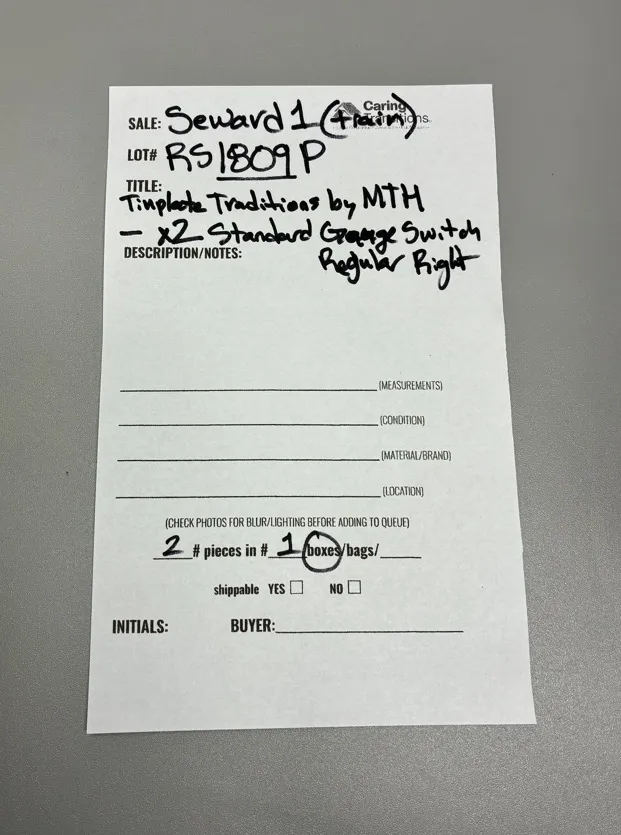 SALE: Seward 1 (train) Caring Transitions
LOT# RS1809P
TITLE:
Tinplate Traditions by MTH
- x2 Standard Gauge Switch
DESCRIPTION/NOTES: Regular Right
(MEASUREMENTS)
(CONDITION)
(MATERIAL/BRAND)
(LOCATION)
(CHECK PHOTOS FOR BLUR/LIGHTING BEFORE ADDING TO QUEUE)
2 # pieces in # 1 boxes/bags/
shippable YES NO
INITIALS: BUYER: